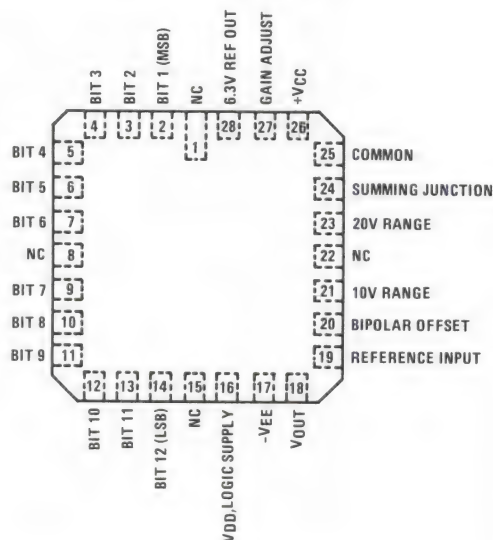 BIT 3
BIT 2
BIT 1 (MSB)
NC
6.3V REF OUT
GAIN ADJUST
+VCC
4
3
2
1
28
27
26
BIT 4 5
BIT 5 6
BIT 6 7
NC 8
BIT 7 9
BIT 8 10
BIT 9 11
25 COMMON
24 SUMMING JUNCTION
23 20V RANGE
22 NC
21 10V RANGE
20 BIPOLAR OFFSET
19 REFERENCE INPUT
12
13
14
15
16
17
18
BIT 10
BIT 11
BIT 12 (LSB)
NC
VDD,LOGIC SUPPLY
-VEE
VOUT